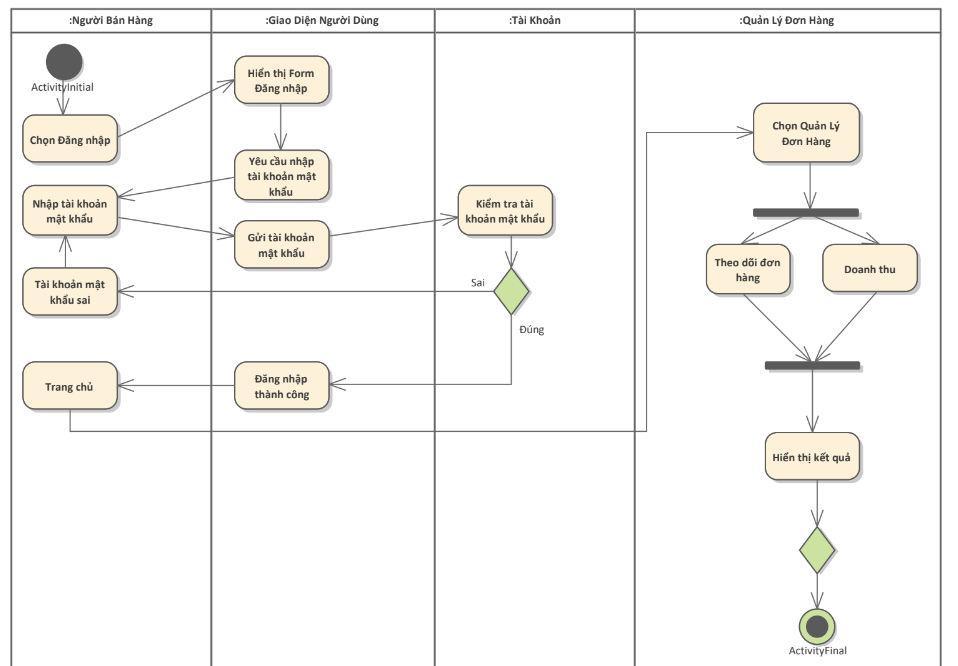 :Người Bán Hàng
:Giao Diện Người Dùng
:Tài Khoản
:Quản Lý Đơn Hàng
ActivityInitial
Chọn Đăng nhập
Hiển thị Form
Đăng nhập
Yêu cầu nhập
tài khoản mật
khẩu
Nhập tài khoản
mật khẩu
Gửi tài khoản
mật khẩu
Kiểm tra tài
khoản mật khẩu
Sai
Tài khoản mật
khẩu sai
Đúng
Đăng nhập
thành công
Trang chủ
Chọn Quản Lý
Đơn Hàng
Theo dõi đơn
hàng
Doanh thu
Hiển thị kết quả
ActivityFinal